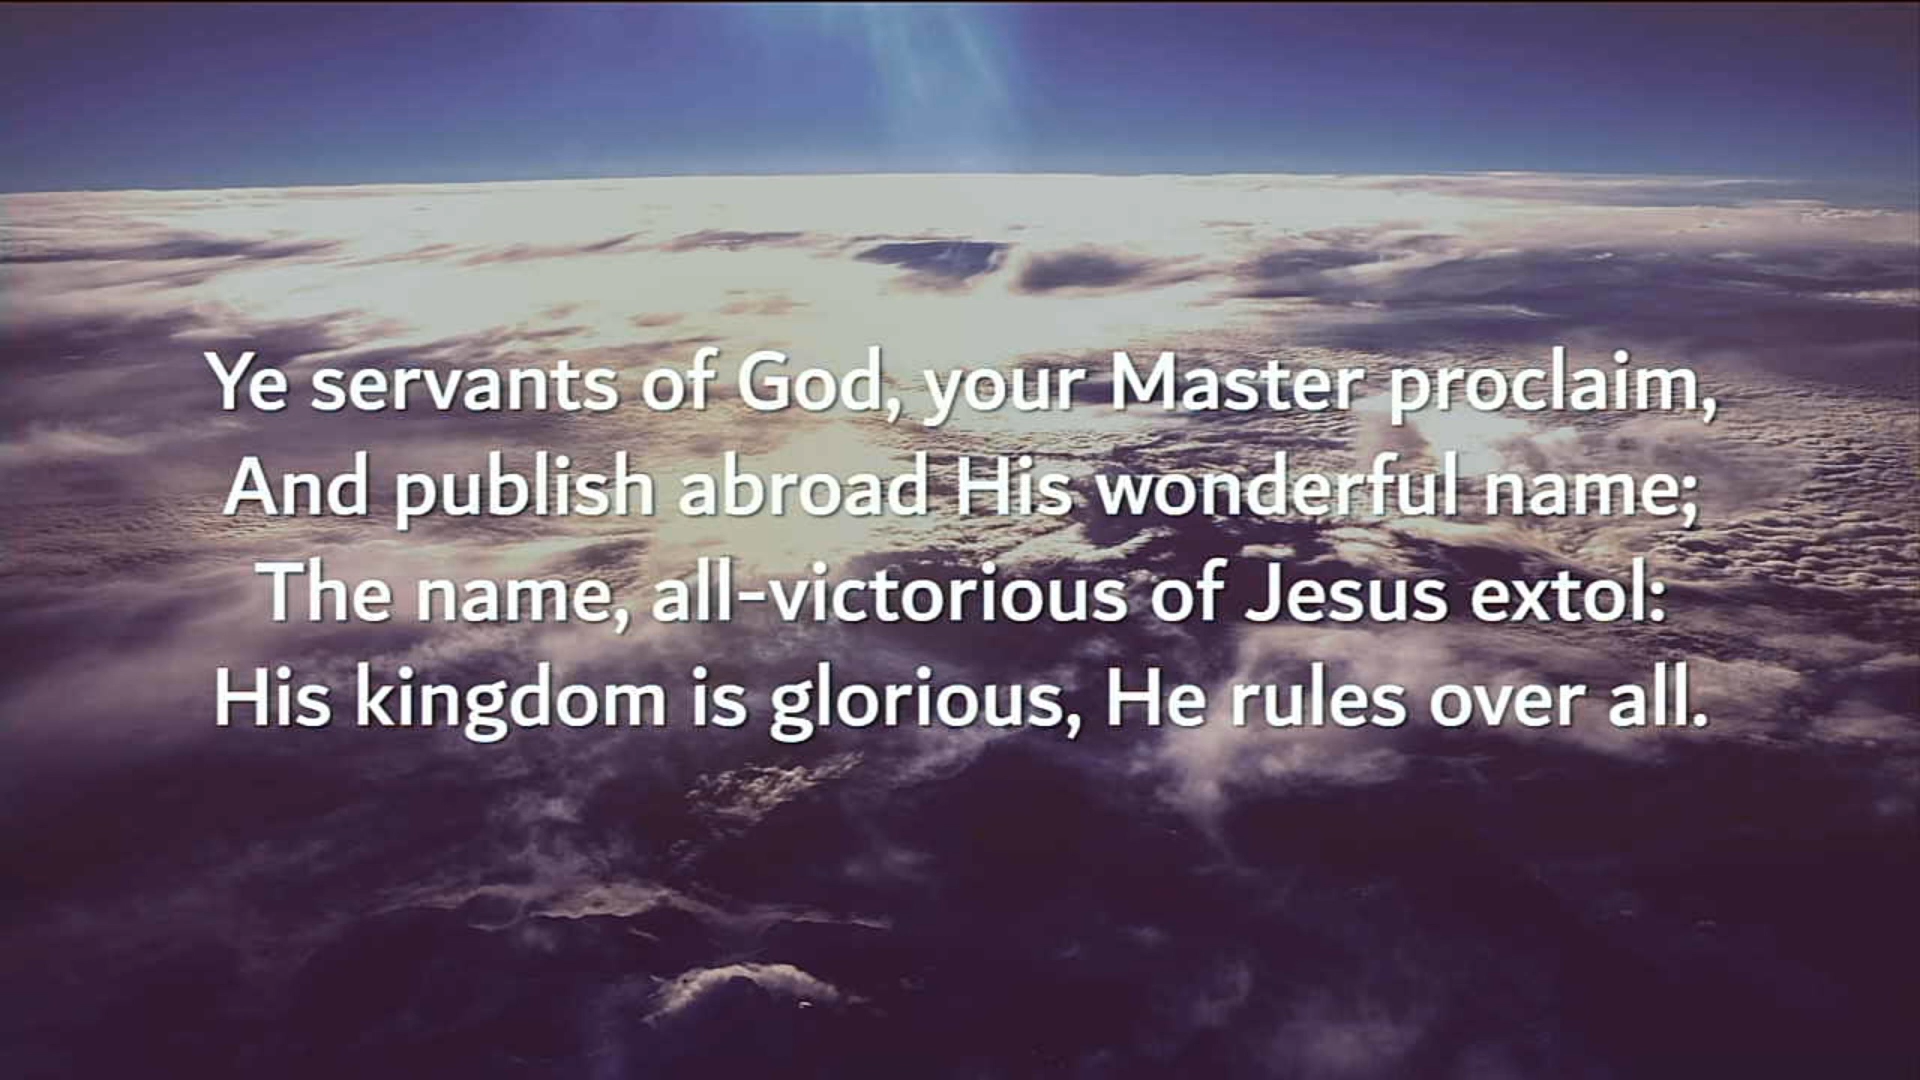 Ye servants of God, your Master proclaim,
And publish abroad His wonderful name;
The name, all-victorious of Jesus extol:
His kingdom is glorious, He rules over all.